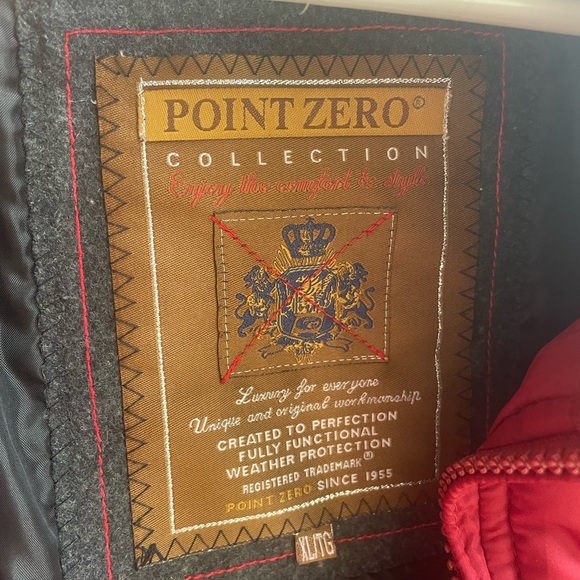 POINT ZERO®
COLLECTION
Enjoy the comfort & style
Luxury for everyone
Unique and original workmanship
CREATED TO PERFECTION
FULLY FUNCTIONAL
WEATHER PROTECTION
REGISTERED TRADEMARK
POINT ZERO SINCE 1955
XL/TG